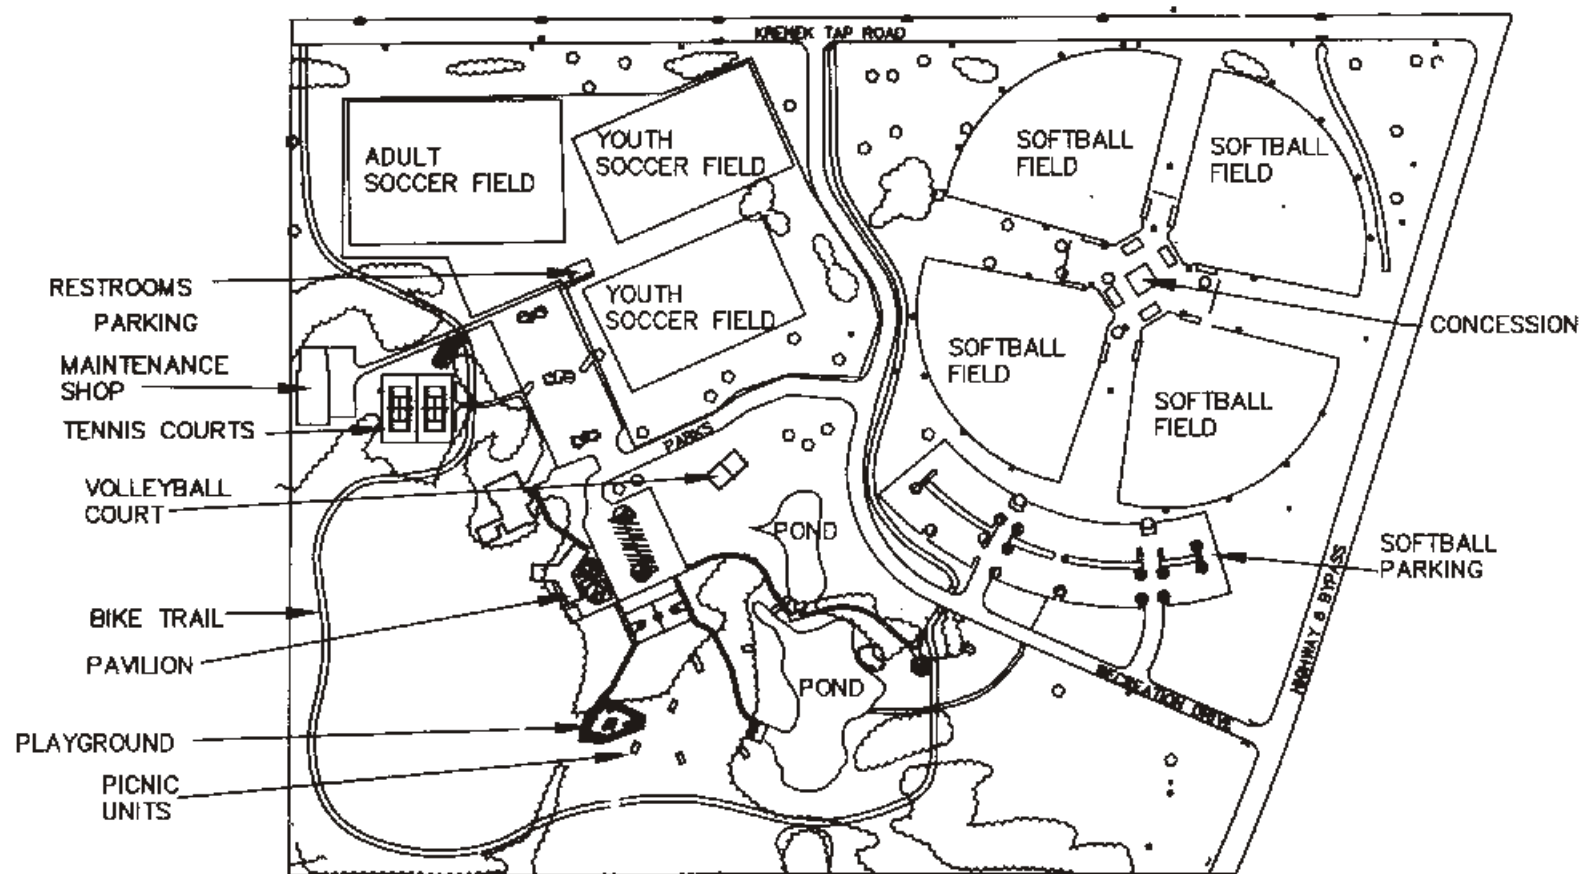 KREMEK TAP ROAD
ADULT
SOCCER FIELD
YOUTH
SOCCER FIELD
SOFTBALL
FIELD
SOFTBALL
FIELD
RESTROOMS
PARKING
YOUTH
SOCCER FIELD
CONCESSION
MAINTENANCE
SHOP
SOFTBALL
FIELD
SOFTBALL
FIELD
TENNIS COURTS
PARKS
VOLLEYBALL
COURT
POND
SOFTBALL
PARKING
HIGHWAY 6 BYPASS
BIKE TRAIL
PAVILION
POND
RECREATION DRIVE
PLAYGROUND
PICNIC
UNITS